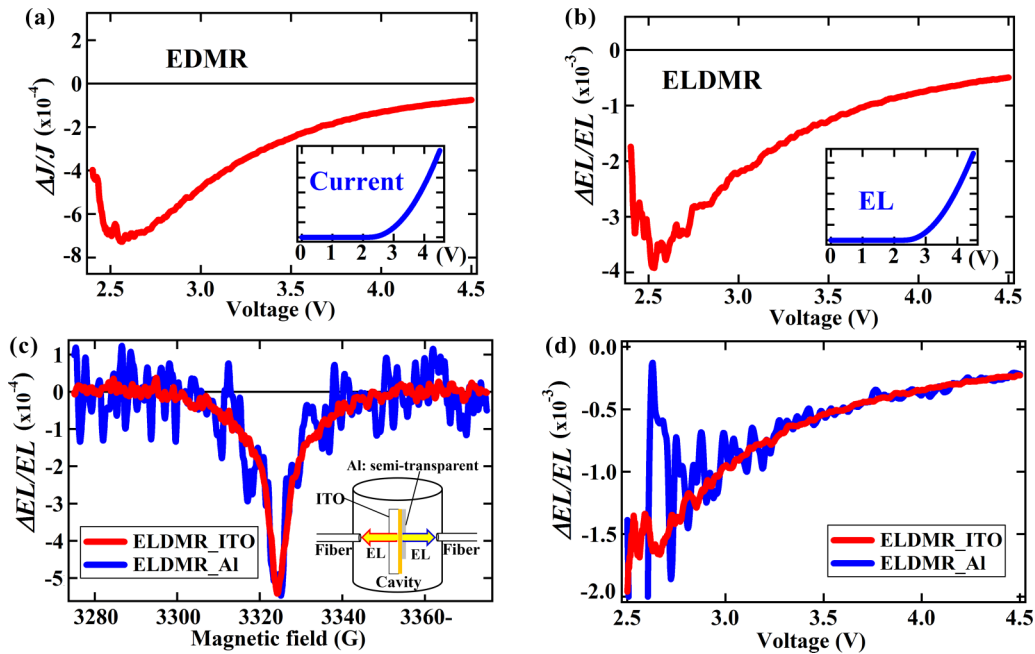 (a)
EDMR
ΔJ/J (x10⁻⁴)
2
0
-2
-4
-6
-8
Current
0 1 2 3 4 (V)
2.5 3.0 3.5 4.0 4.5
Voltage (V)
(b)
ELDMR
ΔEL/EL (x10⁻³)
0
-1
-2
-3
-4
EL
0 1 2 3 4 (V)
2.5 3.0 3.5 4.0 4.5
Voltage (V)
(c)
ΔEL/EL (x10⁻⁴)
1
0
-1
-2
-3
-4
-5
Al: semi-transparent
ITO
Fiber EL EL Fiber
Cavity
ELDMR_ITO
ELDMR_Al
3280 3300 3320 3340 3360-
Magnetic field (G)
(d)
ΔEL/EL (x10⁻³)
0.0
-0.5
-1.0
-1.5
-2.0
ELDMR_ITO
ELDMR_Al
2.5 3.0 3.5 4.0 4.5
Voltage (V)